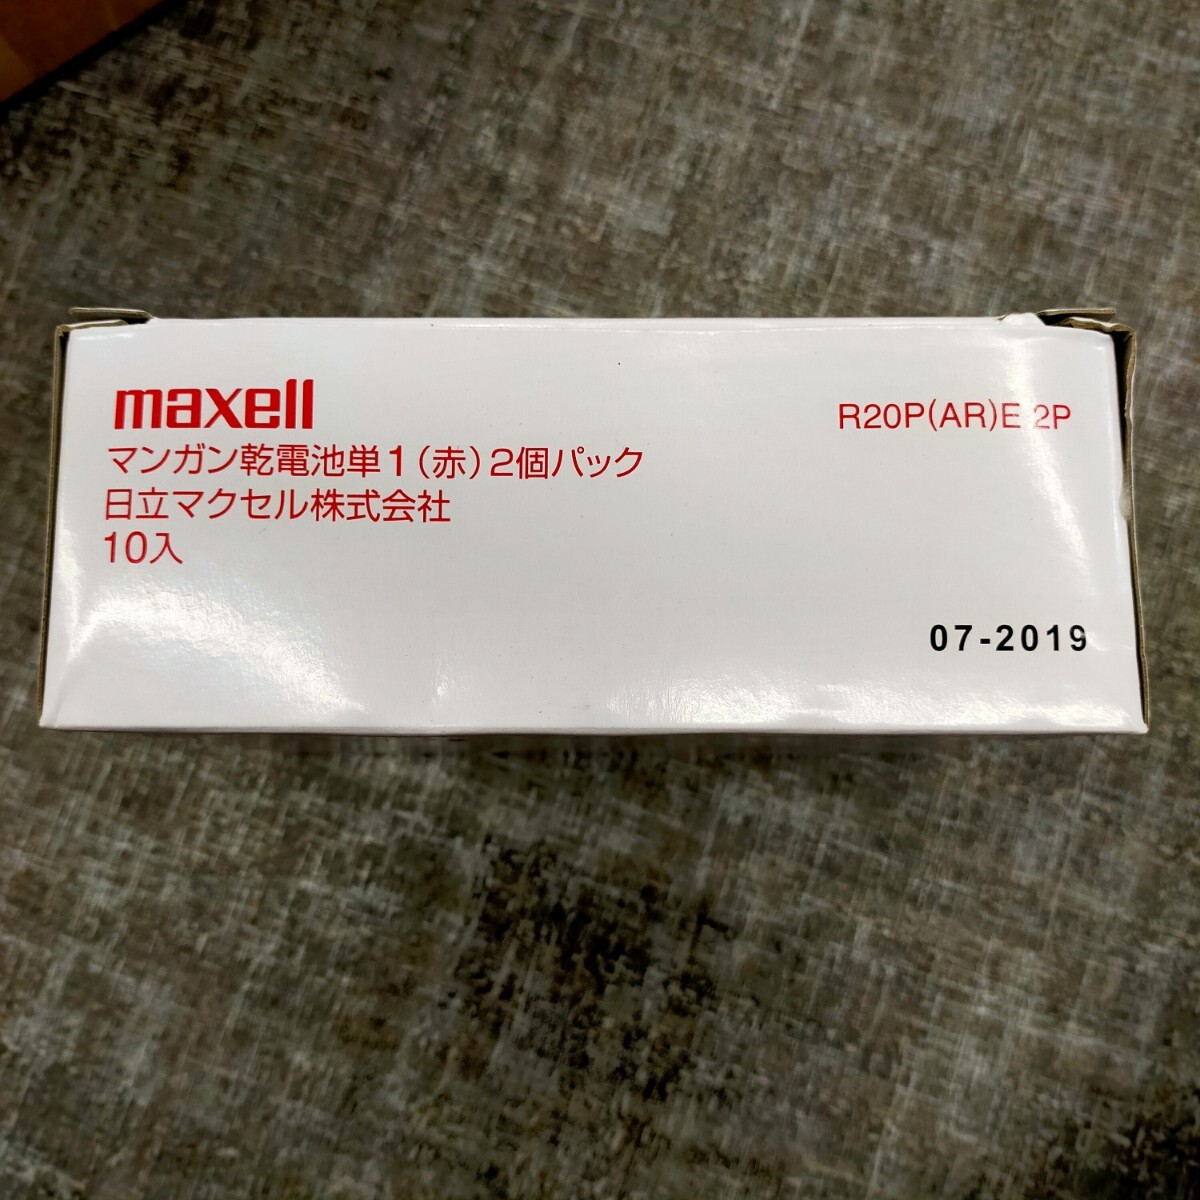 maxell
R20P(AR)E 2P
マンガン乾電池単1(赤)2個パック
日立マクセル株式会社
10入
07-2019